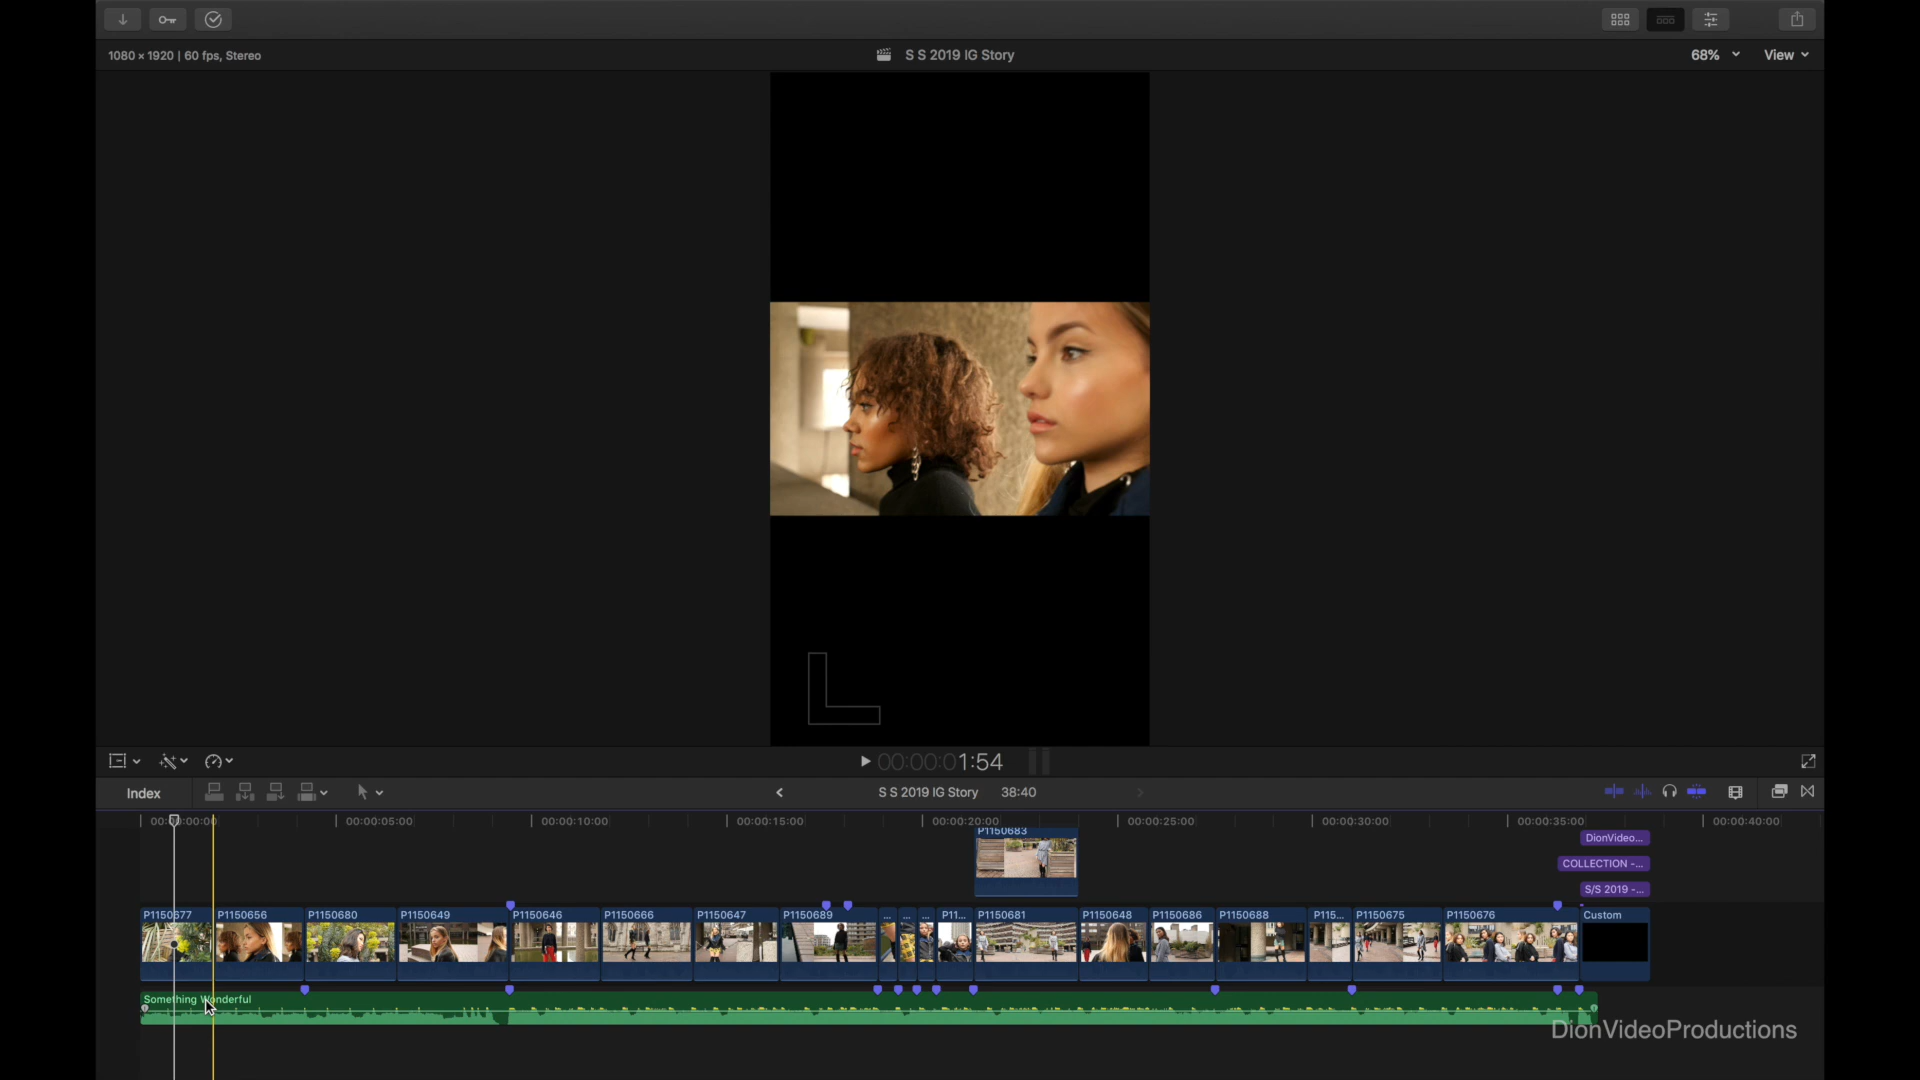 1080 × 1920 | 60 fps, Stereo
S S 2019 IG Story
68%
View
00:00:01:54
Index
S S 2019 IG Story 38:40
00:00:00:00
00:00:05:00
00:00:10:00
00:00:15:00
00:00:20:00
00:00:25:00
00:00:30:00
00:00:35:00
00:00:40:00
P1150683
DionVideo...
COLLECTION -...
S/S 2019 -...
P1150677
P1150656
P1150680
P1150649
P1150646
P1150666
P1150647
P1150689
...
...
...
P11...
P1150681
P1150648
P1150686
P1150688
P115...
P1150675
P1150676
Custom
Something Wonderful
DionVideoProductions